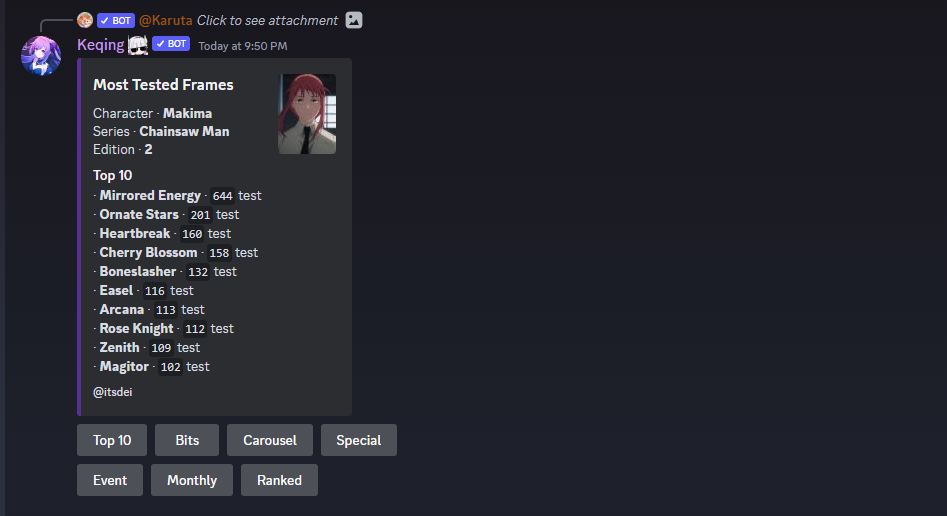 ✓ BOT @Karuta Click to see attachment
Keqing ✓ BOT Today at 9:50 PM
Most Tested Frames
Character · Makima
Series · Chainsaw Man
Edition · 2
Top 10
· Mirrored Energy · 644 test
· Ornate Stars · 201 test
· Heartbreak · 160 test
· Cherry Blossom · 158 test
· Boneslasher · 132 test
· Easel · 116 test
· Arcana · 113 test
· Rose Knight · 112 test
· Zenith · 109 test
· Magitor · 102 test
@itsdei
Top 10 Bits Carousel Special
Event Monthly Ranked